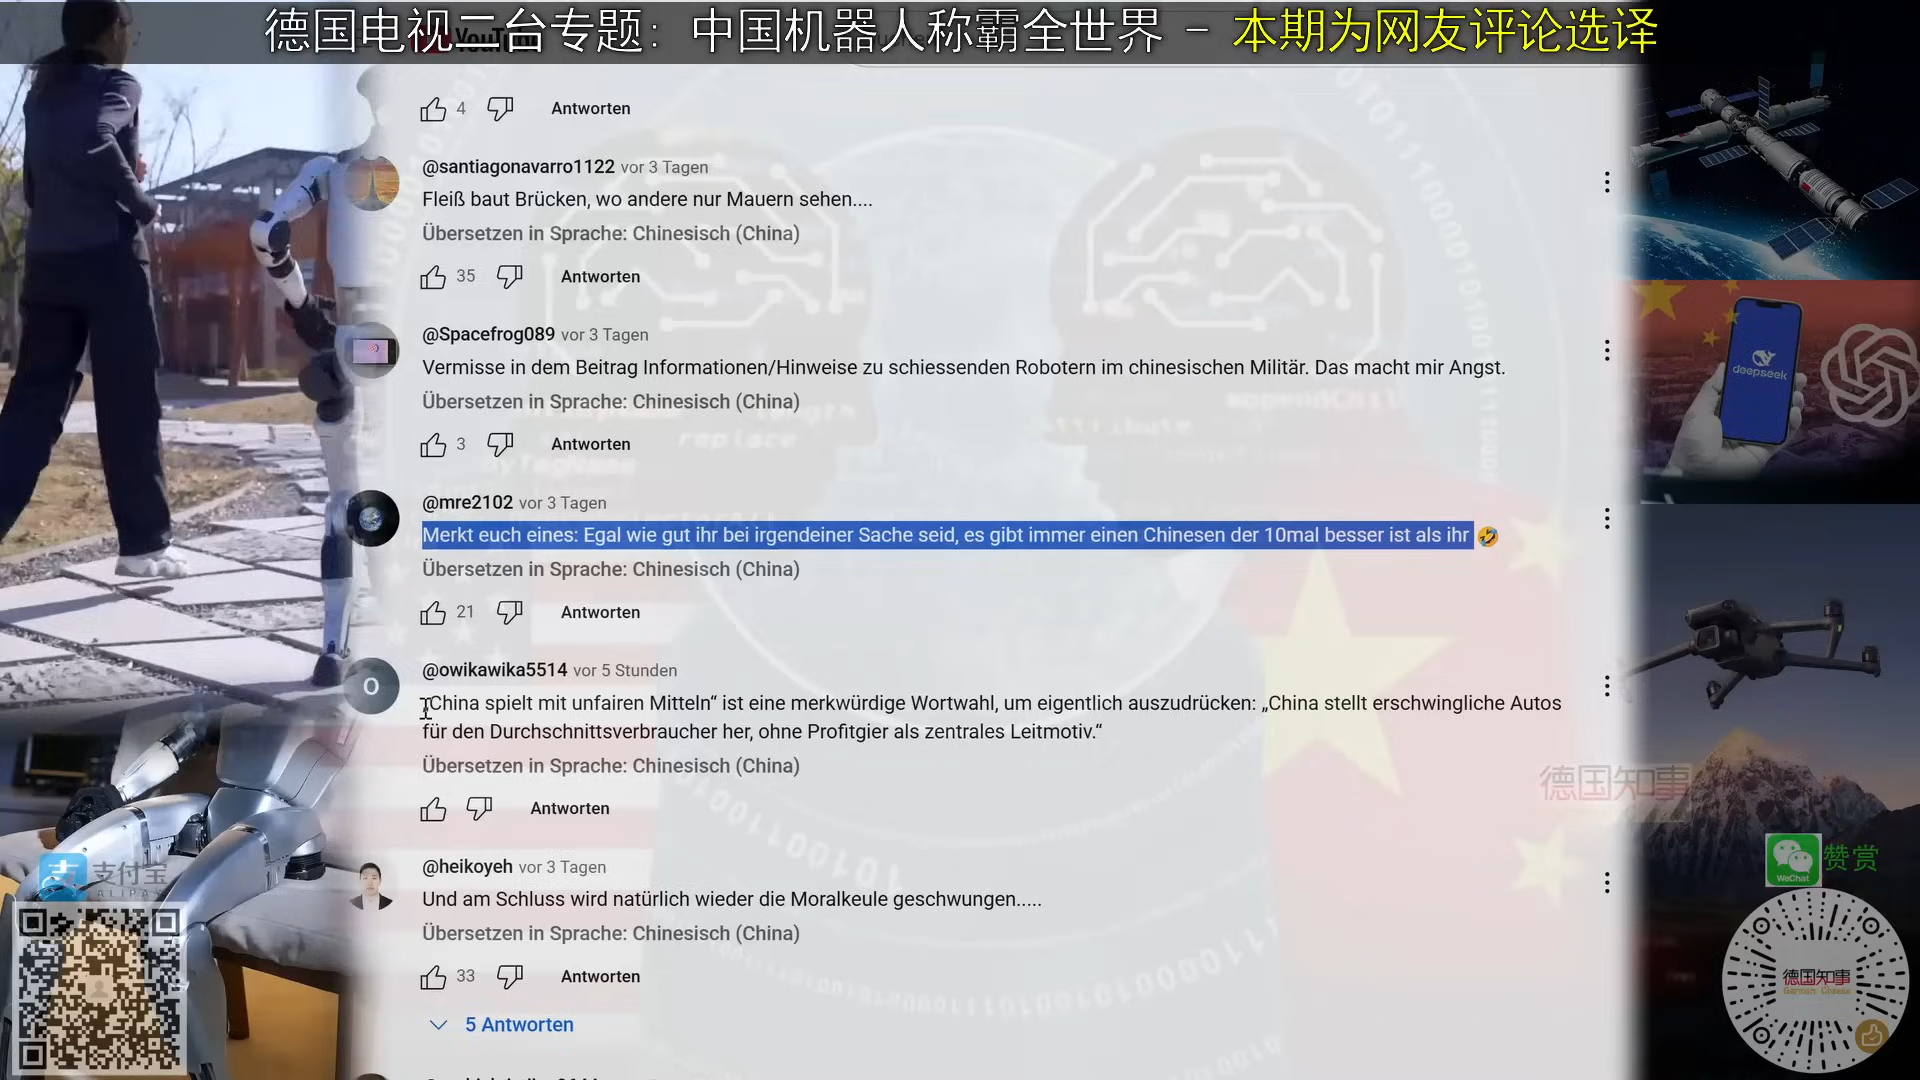 德国电视二台专题：中国机器人称霸全世界 - 本期为网友评论选译
YouTube
4 Antworten
@santiagonavarro1122 vor 3 Tagen
Fleiß baut Brücken, wo andere nur Mauern sehen....
Übersetzen in Sprache: Chinesisch (China)
35 Antworten
@Spacefrog089 vor 3 Tagen
Vermisse in dem Beitrag Informationen/Hinweise zu schiessenden Robotern im chinesischen Militär. Das macht mir Angst.
Übersetzen in Sprache: Chinesisch (China)
3 Antworten
@mre2102 vor 3 Tagen
Merkt euch eines: Egal wie gut ihr bei irgendeiner Sache seid, es gibt immer einen Chinesen der 10mal besser ist als ihr 🤣
Übersetzen in Sprache: Chinesisch (China)
21 Antworten
O
@owikawika5514 vor 5 Stunden
„China spielt mit unfairen Mitteln“ ist eine merkwürdige Wortwahl, um eigentlich auszudrücken: „China stellt erschwingliche Autos
für den Durchschnittsverbraucher her, ohne Profitgier als zentrales Leitmotiv.“
Übersetzen in Sprache: Chinesisch (China)
Antworten
@heikoyeh vor 3 Tagen
Und am Schluss wird natürlich wieder die Moralkeule geschwungen.....
Übersetzen in Sprache: Chinesisch (China)
33 Antworten
5 Antworten
deepseek
德国知事
支付宝
ALIPAY
WeChat
赞赏
德国知事
German Chinese